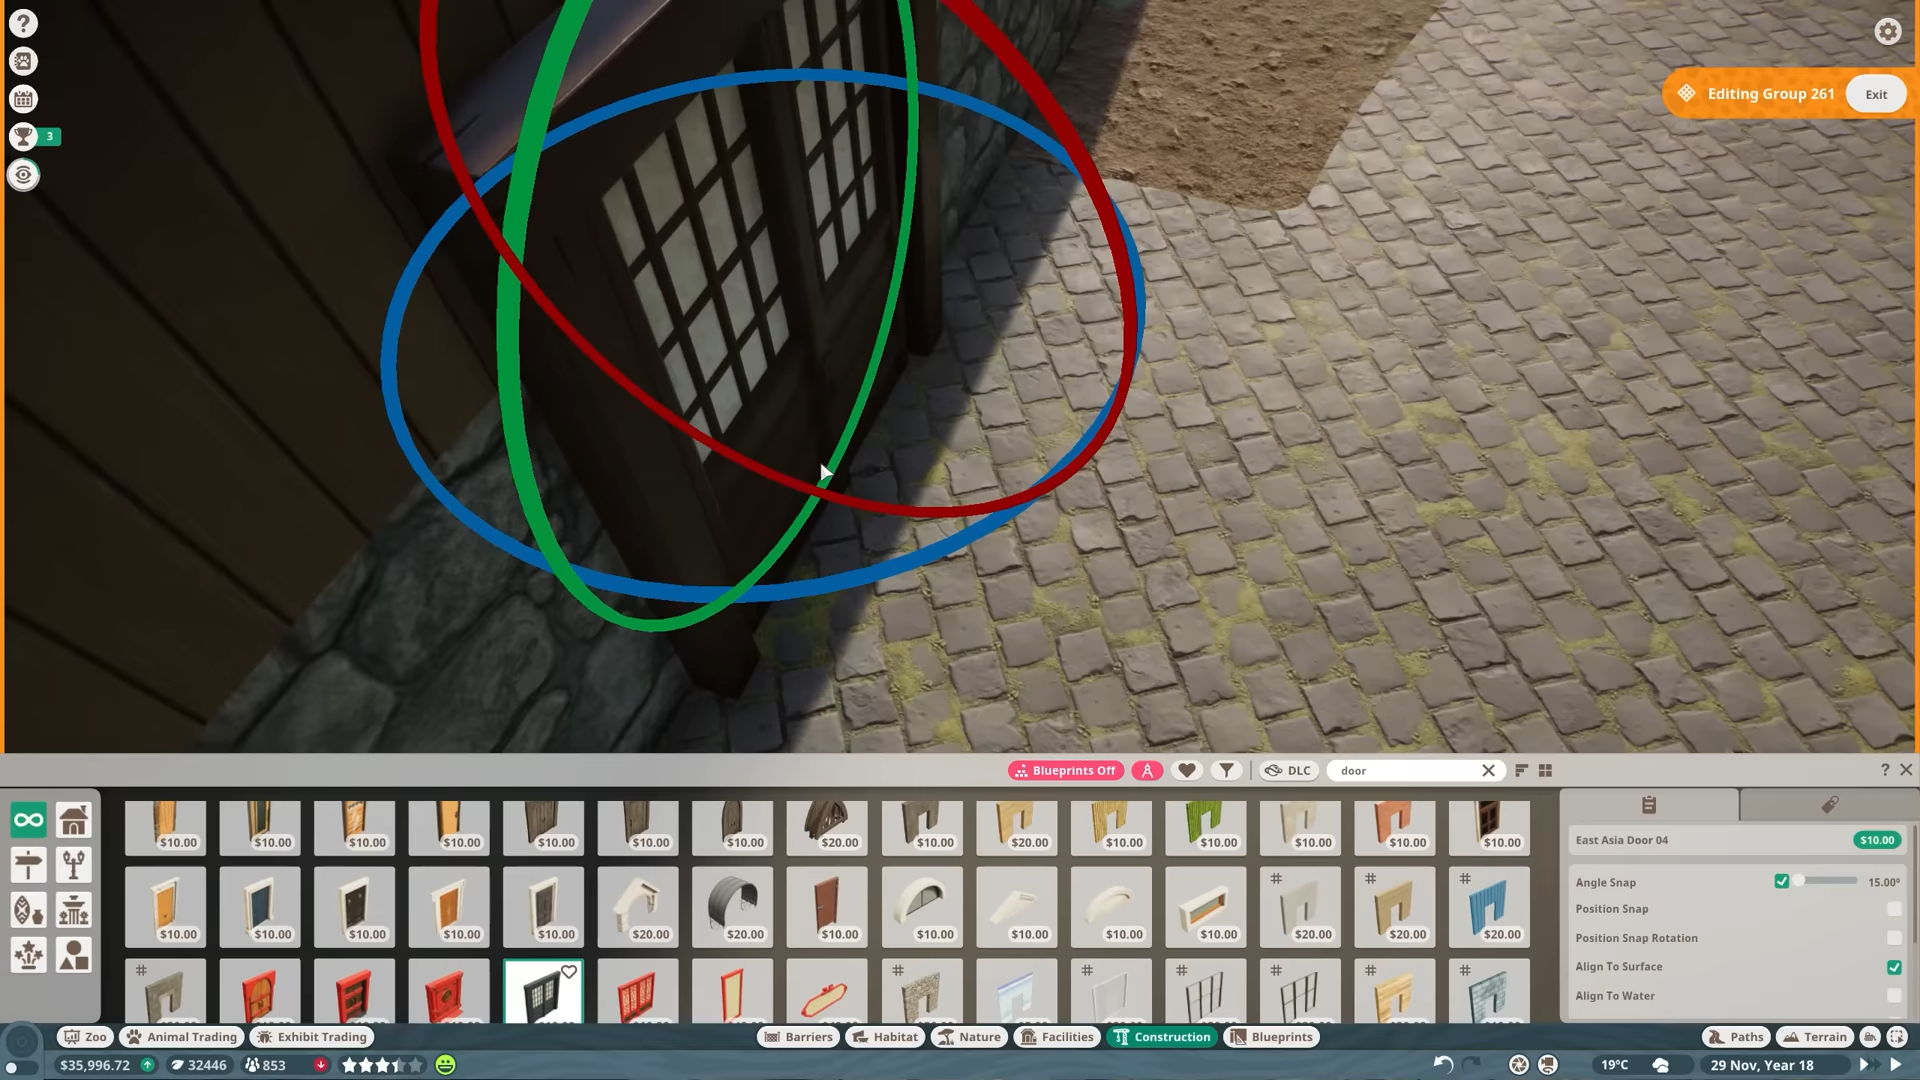 Editing Group 261 Exit
3
Blueprints Off DLC door
$10.00 $10.00 $10.00 $10.00 $10.00 $10.00 $10.00 $20.00 $10.00 $20.00 $10.00 $10.00 $10.00 $10.00 $10.00
$10.00 $10.00 $10.00 $10.00 $10.00 $20.00 $20.00 $10.00 $10.00 $10.00 $10.00 $10.00 $20.00 $20.00 $20.00
East Asia Door 04 $10.00
Angle Snap 15.00°
Position Snap
Position Snap Rotation
Align To Surface
Align To Water
Zoo Animal Trading Exhibit Trading Barriers Habitat Nature Facilities Construction Blueprints Paths Terrain
$35,996.72 32446 853 19°C 29 Nov, Year 18